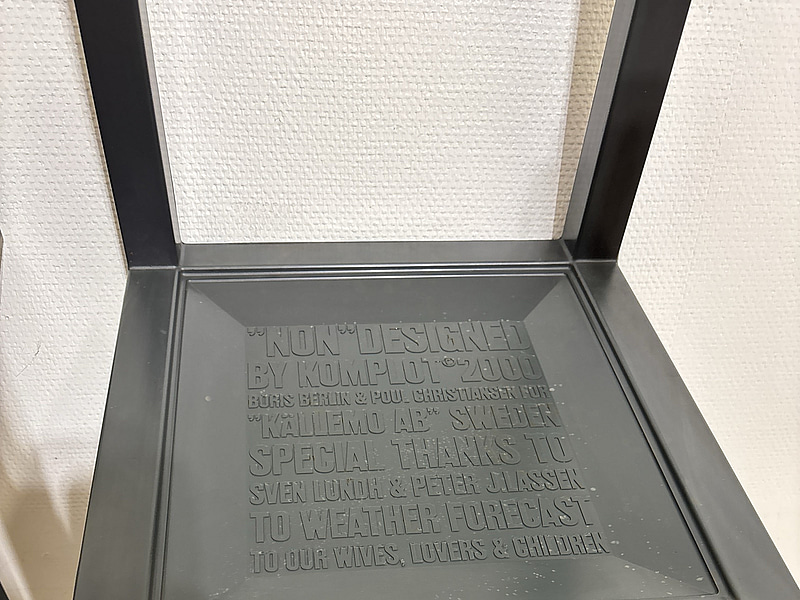 ”NON” DESIGNED
BY KOMPLOT © 2000
BORIS BERLIN & POUL CHRISTIANSEN FOR
”KÄLLEMO AB” SWEDEN
SPECIAL THANKS TO
SVEN LUNDH & PETER J.LASSEN
TO WEATHER FORECAST
TO OUR WIVES, LOVERS & CHILDREN